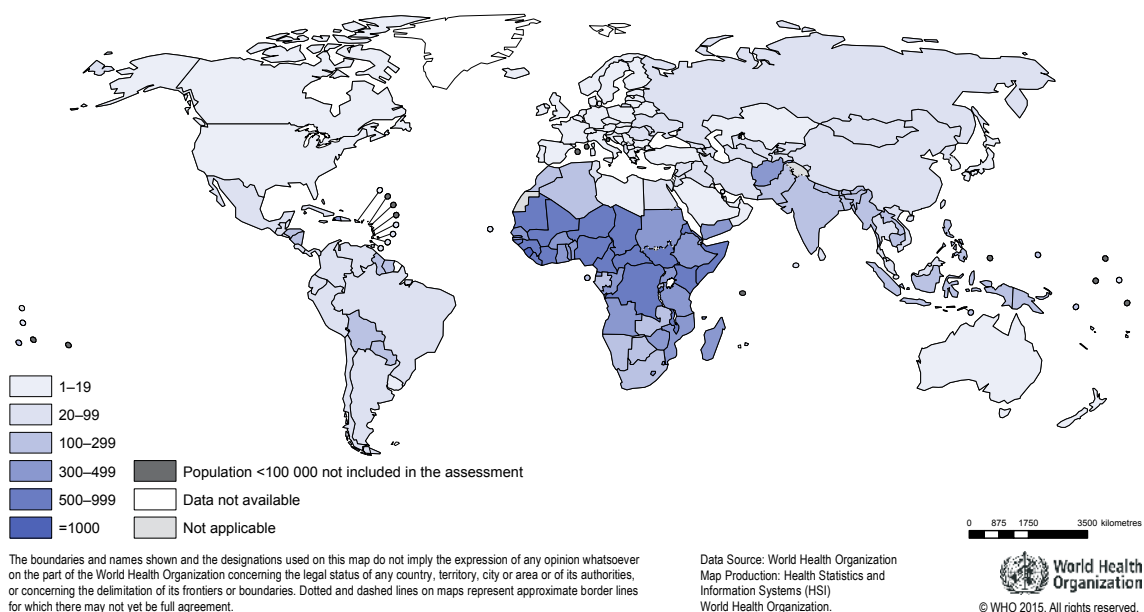 1–19
20–99
100–299
300–499
500–999
=1000
Population <100 000 not included in the assessment
Data not available
Not applicable
0 875 1750 3500 kilometres
The boundaries and names shown and the designations used on this map do not imply the expression of any opinion whatsoever
on the part of the World Health Organization concerning the legal status of any country, territory, city or area or of its authorities,
or concerning the delimitation of its frontiers or boundaries. Dotted and dashed lines on maps represent approximate border lines
for which there may not yet be full agreement.
Data Source: World Health Organization
Map Production: Health Statistics and
Information Systems (HSI)
World Health Organization.
World Health
Organization
© WHO 2015. All rights reserved.